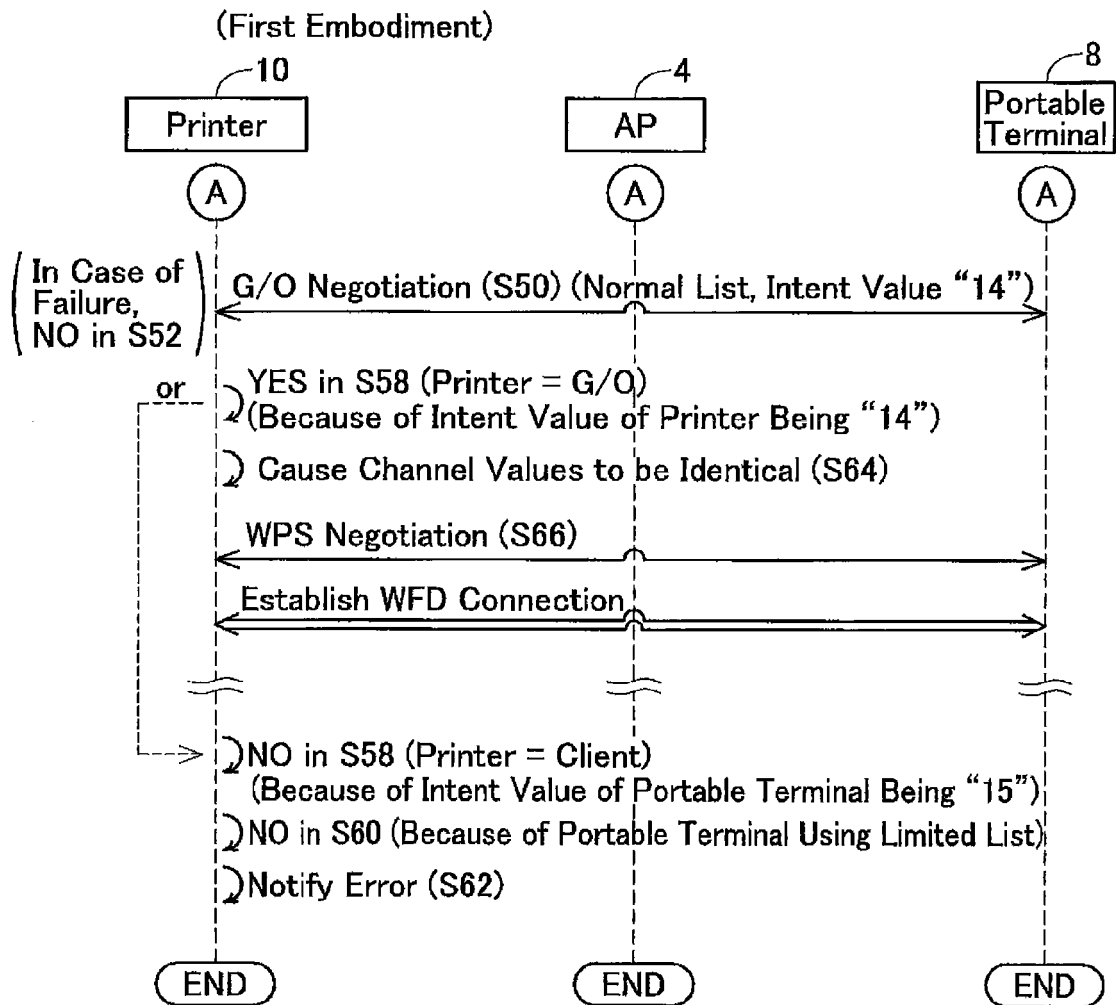 (First Embodiment)
10
4
8
Printer
AP
Portable
Terminal
A
A
A
In Case of
Failure,
NO in S52
G/O Negotiation (S50) (Normal List, Intent Value “14”)
or
YES in S58 (Printer = G/O)
(Because of Intent Value of Printer Being “14”)
Cause Channel Values to be Identical (S64)
WPS Negotiation (S66)
Establish WFD Connection
NO in S58 (Printer = Client)
(Because of Intent Value of Portable Terminal Being “15”)
NO in S60 (Because of Portable Terminal Using Limited List)
Notify Error (S62)
END
END
END